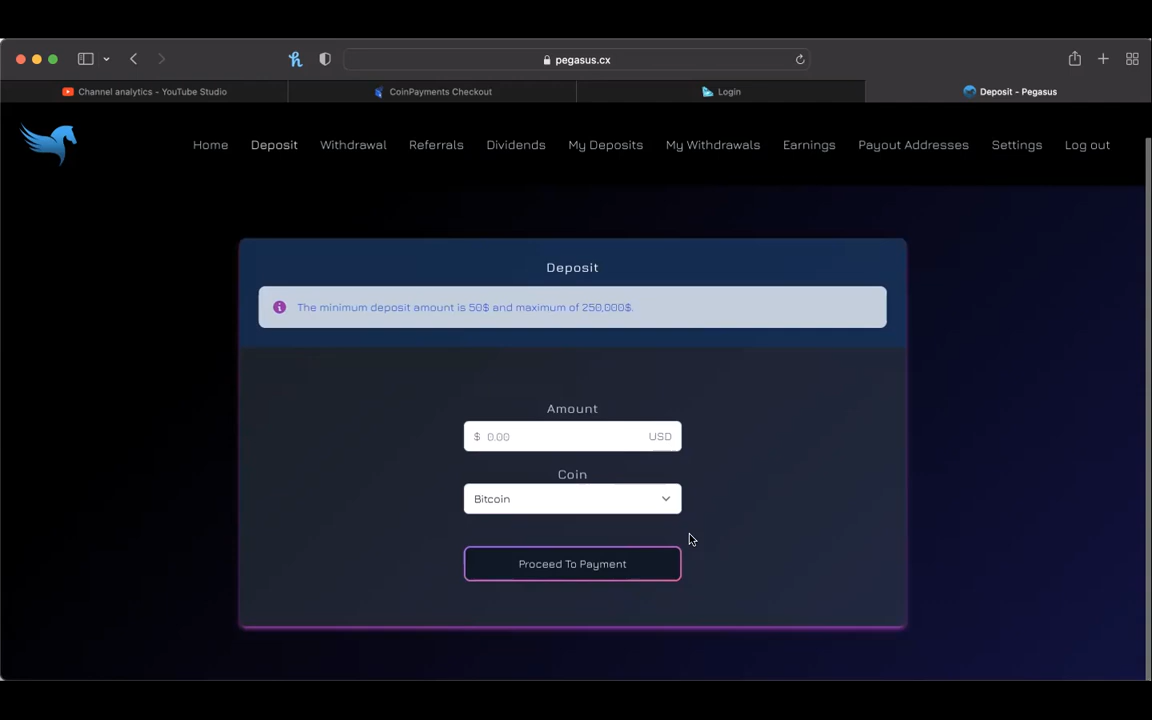 pegasus.cx
Channel analytics - YouTube Studio
CoinPayments Checkout
Login
Deposit - Pegasus
Home
Deposit
Withdrawal
Referrals
Dividends
My Deposits
My Withdrawals
Earnings
Payout Addresses
Settings
Log out
Deposit
The minimum deposit amount is 50$ and maximum of 250,000$.
Amount
$ 0.00 USD
Coin
Bitcoin
Proceed To Payment